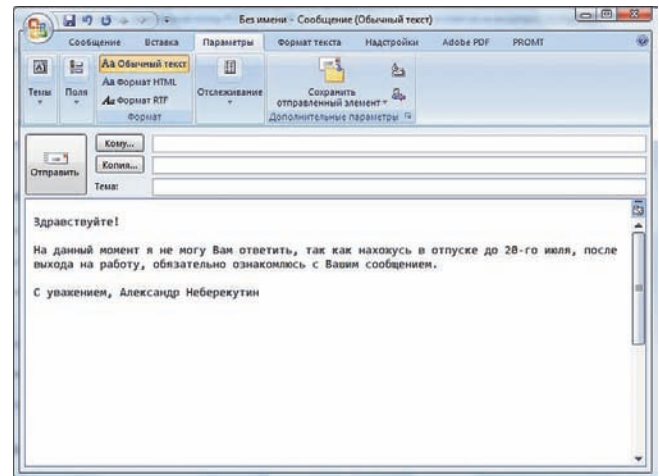 Без имени - Сообщение (Обычный текст)
Сообщение Вставка Параметры Формат текста Надстройки Adobe PDF PROMT
Темы
Поля
Aa Обычный текст
Aa Формат HTML
Aa Формат RTF
Формат
Отслеживание
Сохранить
отправленный элемент
Дополнительные параметры
Отправить
Кому...
Копия...
Тема:
Здравствуйте!
На данный момент я не могу Вам ответить, так как нахожусь в отпуске до 20-го июля, после
выхода на работу, обязательно ознакомлюсь с Вашим сообщением.
С уважением, Александр Неберекутин